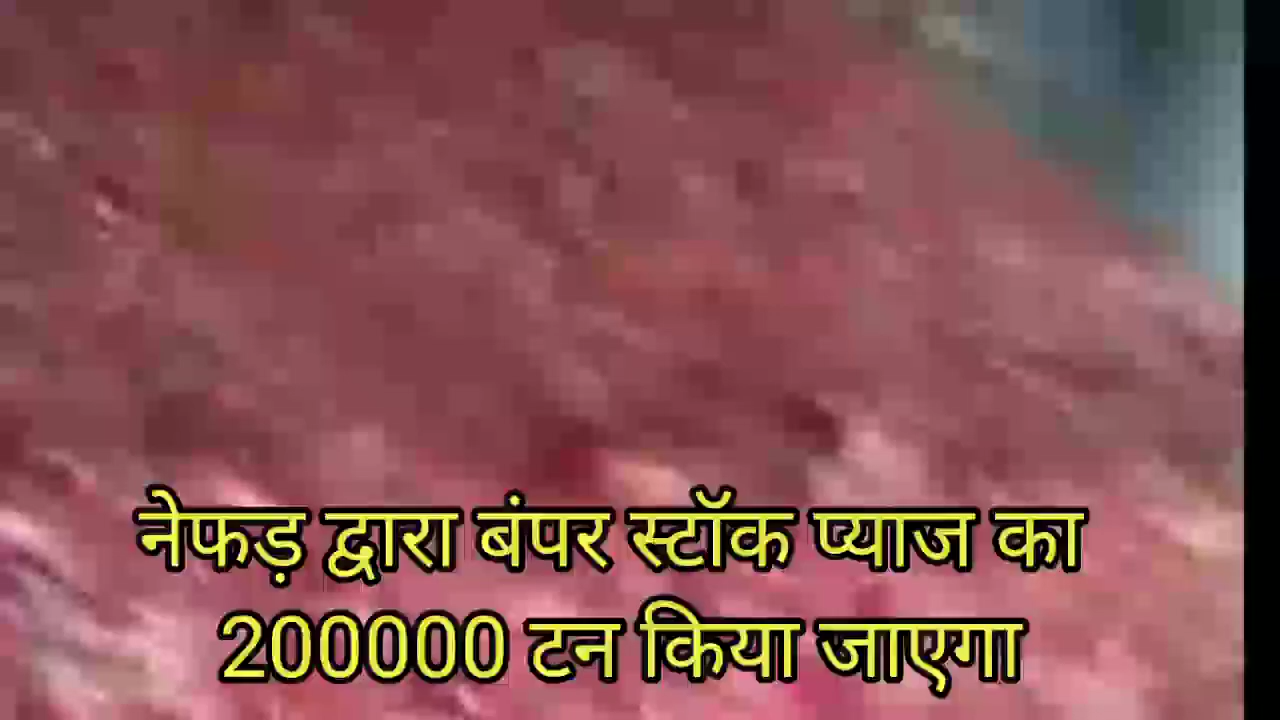 नेफड़ द्वारा बंपर स्टॉक प्याज का
200000 टन किया जाएगा